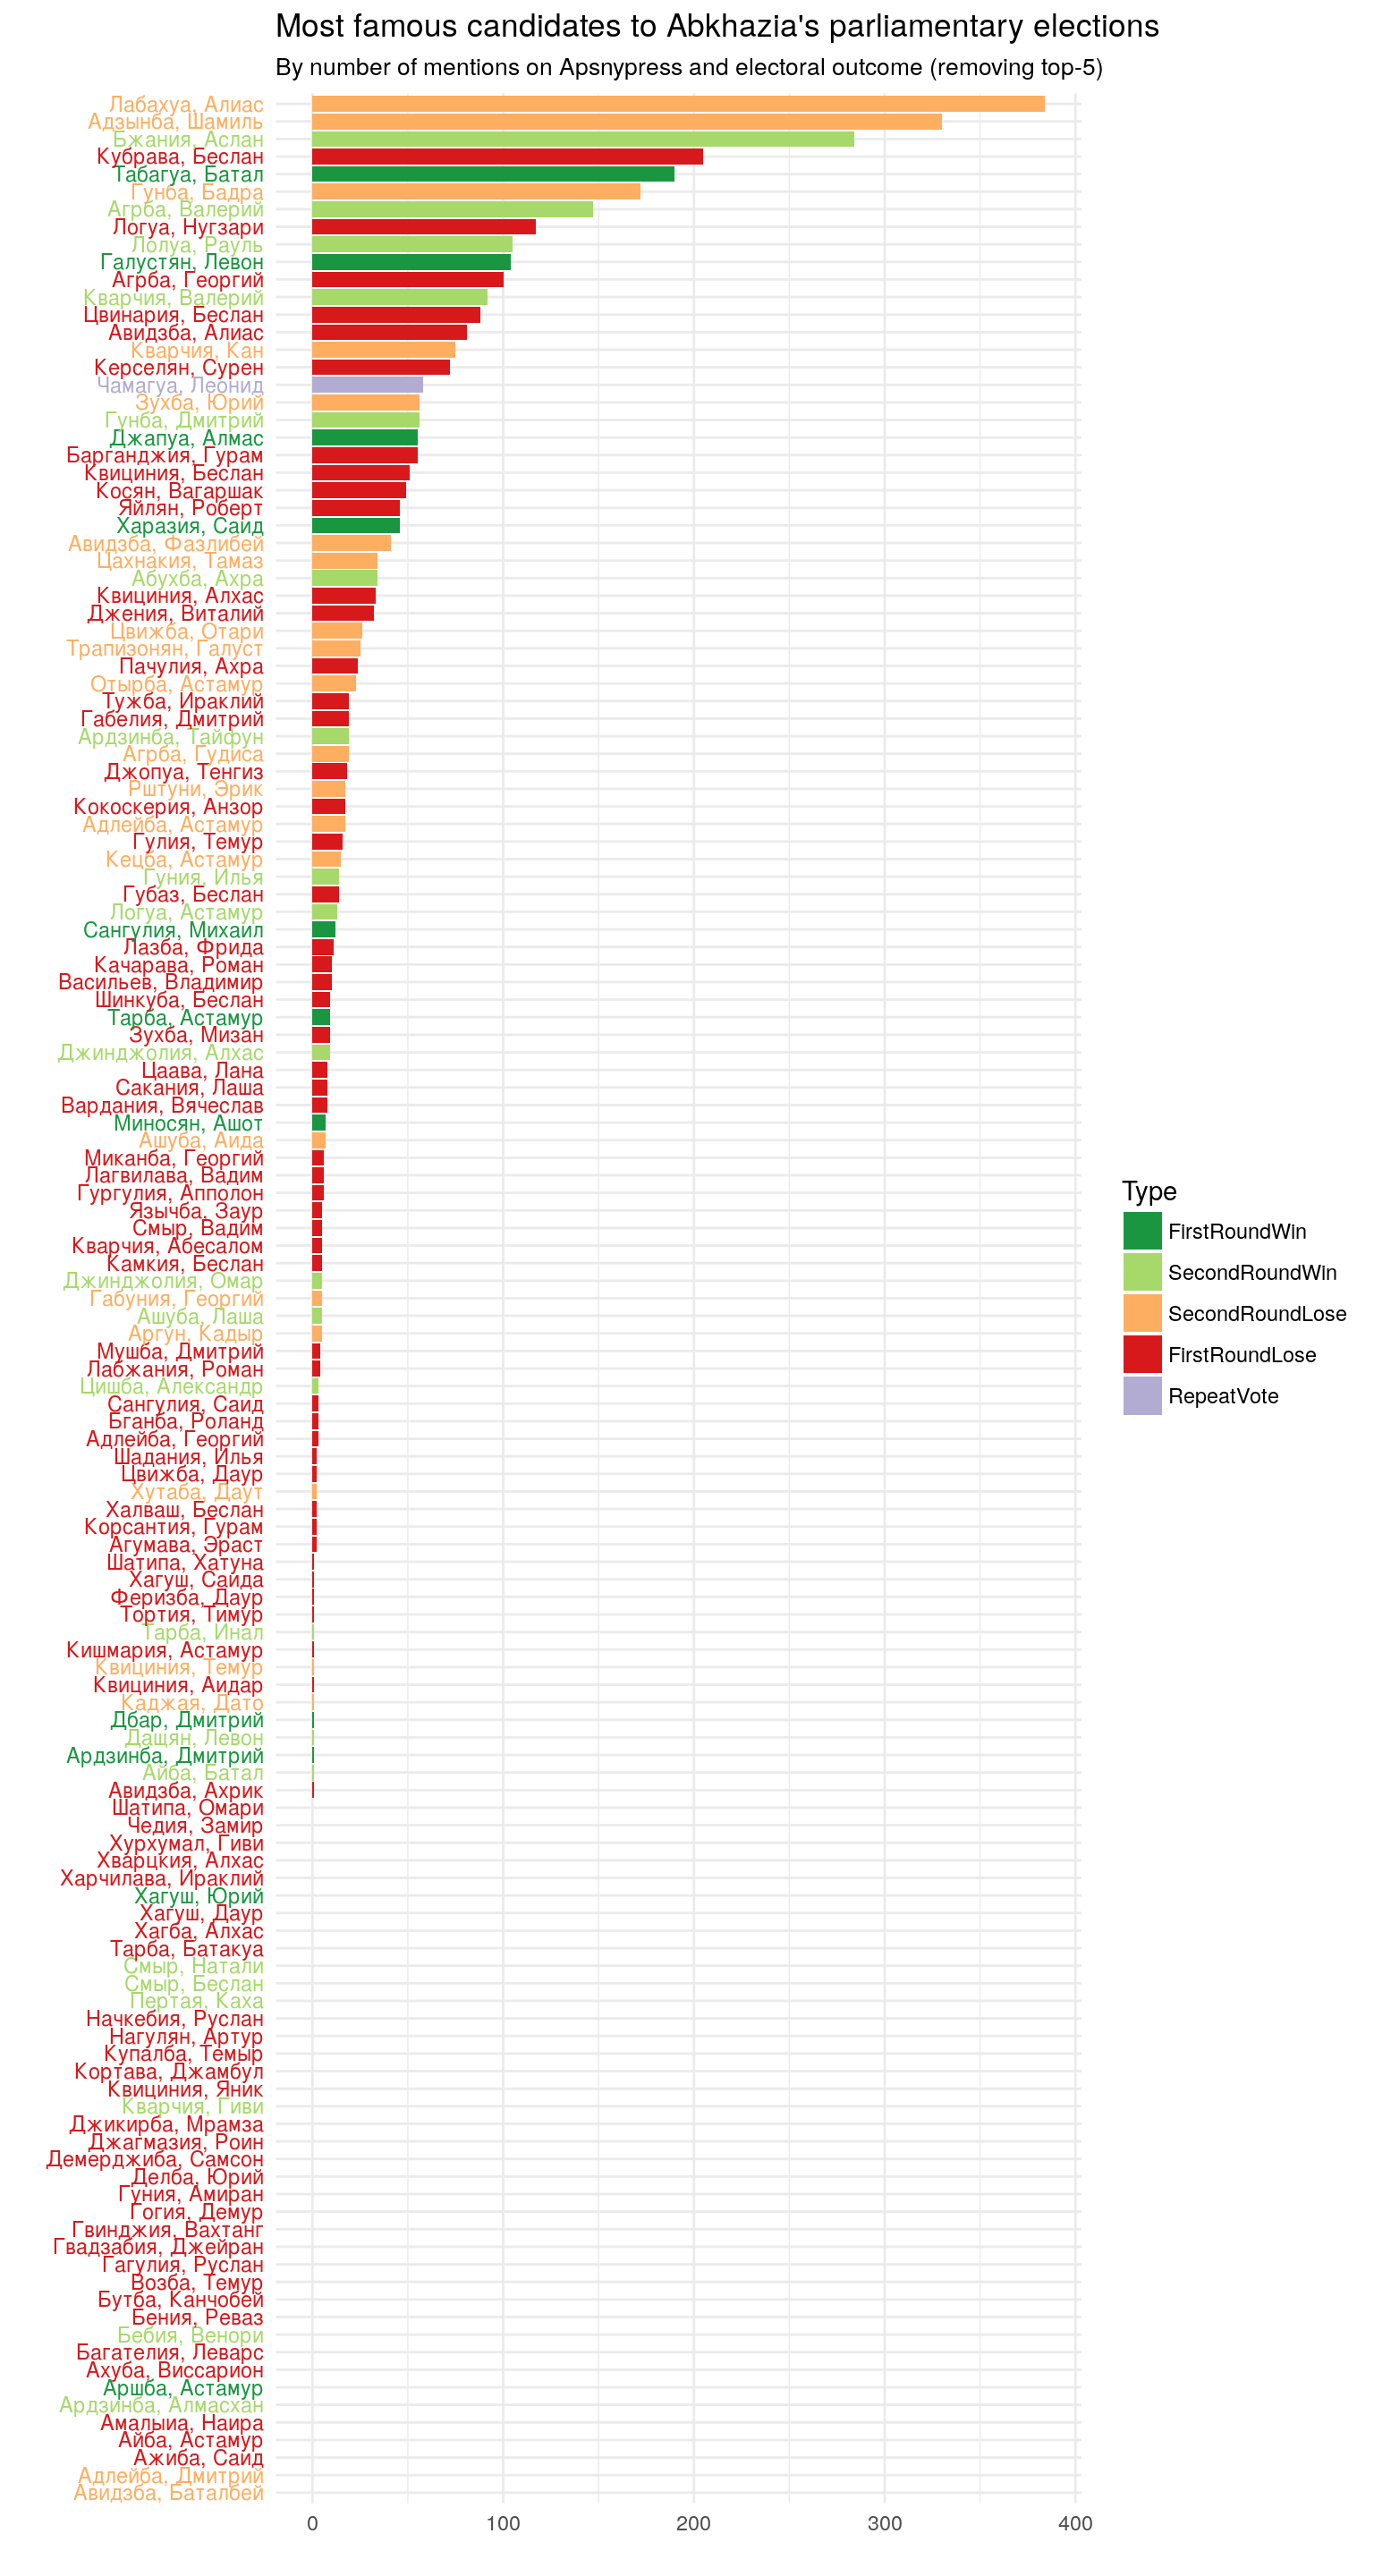 Most famous candidates to Abkhazia's parliamentary elections
By number of mentions on Apsnypress and electoral outcome (removing top-5)
Лабахуа, Алиас
Адзынба, Шамиль
Бжания, Аслан
Кубрава, Беслан
Табагуа, Батал
Гунба, Бадра
Агрба, Валерий
Логуа, Нугзари
Лолуа, Рауль
Галустян, Левон
Агрба, Георгий
Кварчия, Валерий
Цвинария, Беслан
Авидзба, Алиас
Кварчия, Кан
Керселян, Сурен
Чамагуа, Леонид
Зухба, Юрий
Гунба, Дмитрий
Джапуа, Алмас
Барганджия, Гурам
Квициния, Беслан
Косян, Вагаршак
Яйлян, Роберт
Харазия, Саид
Авидзба, Фазлибей
Цахнакия, Тамаз
Абухба, Ахра
Квициния, Алхас
Джения, Виталий
Цвижба, Отари
Трапизонян, Галуст
Пачулия, Ахра
Отырба, Астамур
Тужба, Ираклий
Габелия, Дмитрий
Ардзинба, Тайфун
Агрба, Гудиса
Джопуа, Тенгиз
Рштуни, Эрик
Кокоскерия, Анзор
Адлейба, Астамур
Гулия, Темур
Кецба, Астамур
Гуния, Илья
Губаз, Беслан
Логуа, Астамур
Сангулия, Михаил
Лазба, Фрида
Качарава, Роман
Васильев, Владимир
Шинкуба, Беслан
Тарба, Астамур
Зухба, Мизан
Джинджолия, Алхас
Цаава, Лана
Сакания, Лаша
Вардания, Вячеслав
Миносян, Ашот
Ашуба, Аида
Миканба, Георгий
Лагвилава, Вадим
Гургулия, Апполон
Язычба, Заур
Смыр, Вадим
Кварчия, Абесалом
Камкия, Беслан
Джинджолия, Омар
Габуния, Георгий
Ашуба, Лаша
Аргун, Кадыр
Мушба, Дмитрий
Лабжания, Роман
Цишба, Александр
Сангулия, Саид
Бганба, Роланд
Адлейба, Георгий
Шадания, Илья
Цвижба, Даур
Хутаба, Даут
Халваш, Беслан
Корсантия, Гурам
Агумава, Эраст
Шатипа, Хатуна
Хагуш, Саида
Феризба, Даур
Тортия, Тимур
Тарба, Инал
Кишмария, Астамур
Квициния, Темур
Квициния, Аидар
Каджая, Дато
Дбар, Дмитрий
Дащян, Левон
Ардзинба, Дмитрий
Айба, Батал
Авидзба, Ахрик
Шатипа, Омари
Чедия, Замир
Хурхумал, Гиви
Хварцкия, Алхас
Харчилава, Ираклий
Хагуш, Юрий
Хагуш, Даур
Хагба, Алхас
Тарба, Батакуа
Смыр, Натали
Смыр, Беслан
Пертая, Каха
Начкебия, Руслан
Нагулян, Артур
Купалба, Темыр
Кортава, Джамбул
Квициния, Яник
Кварчия, Гиви
Джикирба, Мрамза
Джагмазия, Роин
Демерджиба, Самсон
Делба, Юрий
Гуния, Амиран
Гогия, Демур
Гвинджия, Вахтанг
Гвадзабия, Джейран
Гагулия, Руслан
Возба, Темур
Бутба, Канчобей
Бения, Реваз
Бебия, Венори
Багателия, Леварс
Ахуба, Виссарион
Аршба, Астамур
Ардзинба, Алмасхан
Амалыиа, Наира
Айба, Астамур
Ажиба, Саид
Адлейба, Дмитрий
Авидзба, Баталбей
0 100 200 300 400
Type
FirstRoundWin
SecondRoundWin
SecondRoundLose
FirstRoundLose
RepeatVote